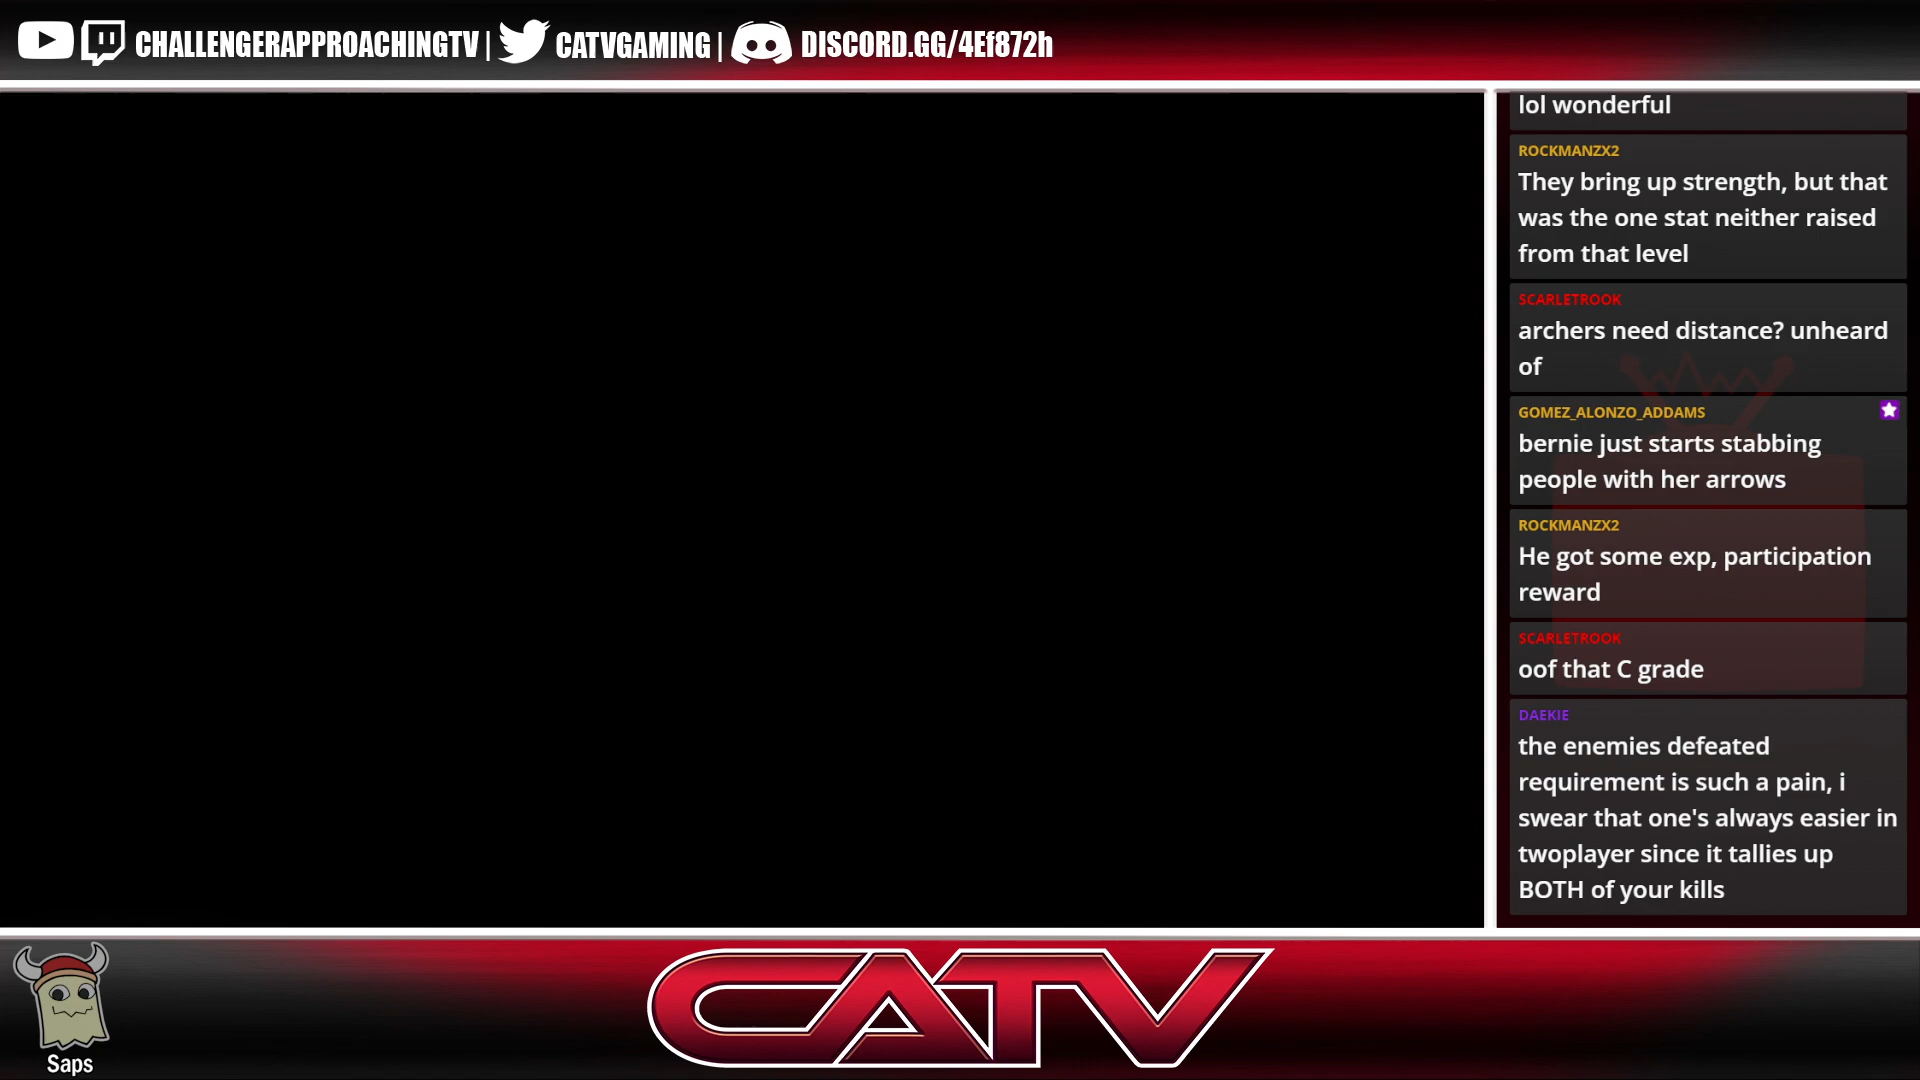 CHALLENGERAPPROACHINGTV | CATVGAMING | DISCORD.GG/4Ef872h
lol wonderful
ROCKMANZX2
They bring up strength, but that
was the one stat neither raised
from that level
SCARLETROOK
archers need distance? unheard
of
GOMEZ_ALONZO_ADDAMS
bernie just starts stabbing
people with her arrows
ROCKMANZX2
He got some exp, participation
reward
SCARLETROOK
oof that C grade
DAEKIE
the enemies defeated
requirement is such a pain, i
swear that one's always easier in
twoplayer since it tallies up
BOTH of your kills
CATV
Saps